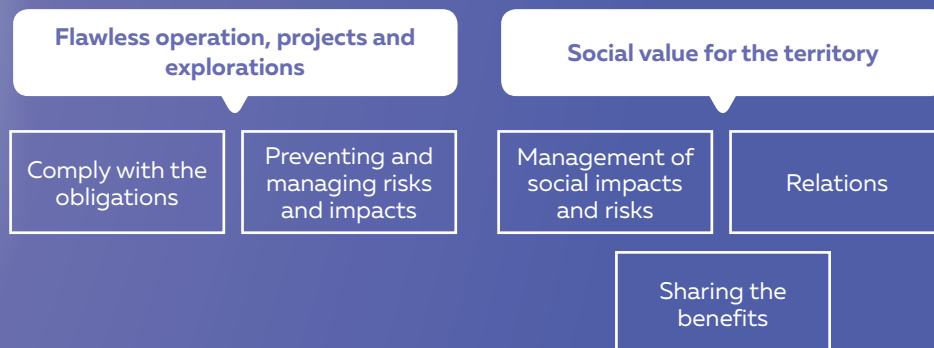 Flawless operation, projects and
explorations
Comply with the
obligations
Preventing and
managing risks
and impacts
Social value for the territory
Management of
social impacts
and risks
Relations
Sharing the
benefits